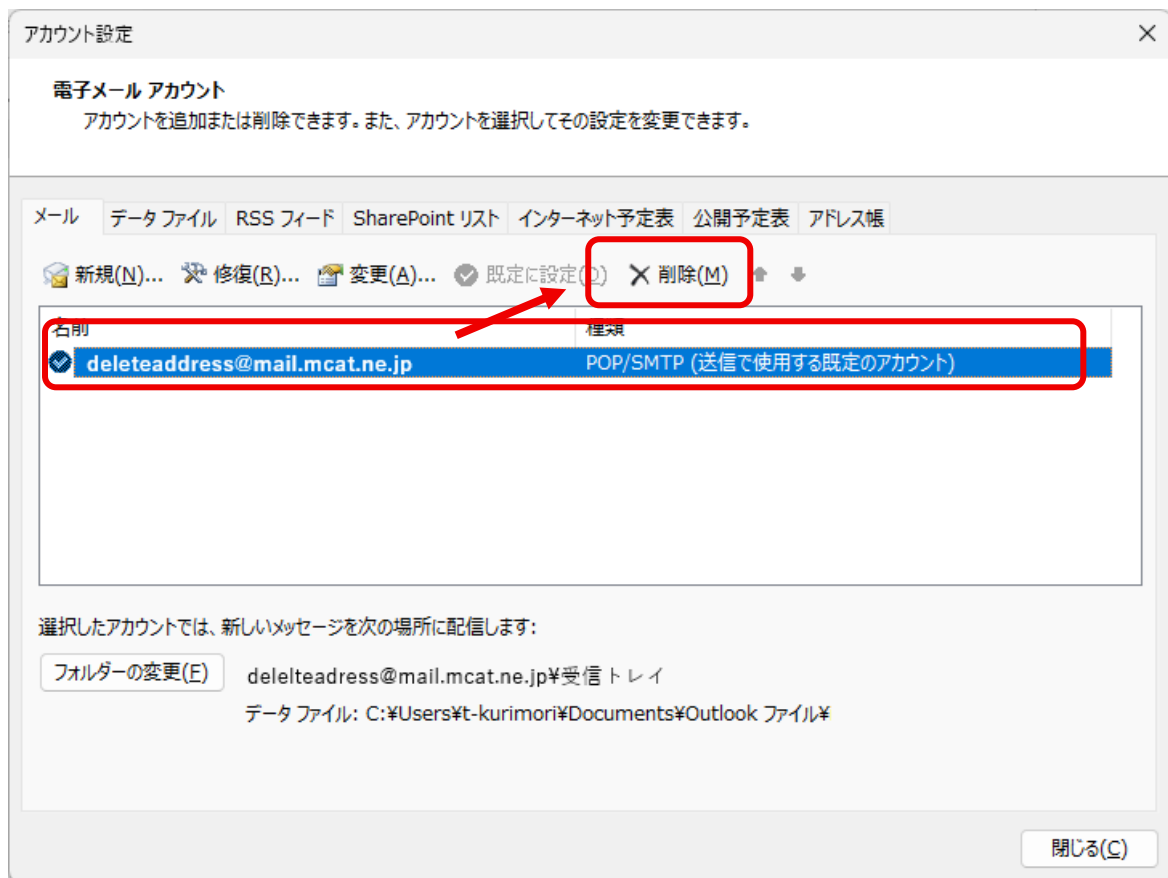 アカウント設定
電子メール アカウント
アカウントを追加または削除できます。また、アカウントを選択してその設定を変更できます。
メール データ ファイル RSS フィード SharePoint リスト インターネット予定表 公開予定表 アドレス帳
新規(N)... 修復(R)... 変更(A)... 既定に設定(D) 削除(M)
名前 種類
deleteaddress@mail.mcat.ne.jp POP/SMTP (送信で使用する既定のアカウント)
選択したアカウントでは、新しいメッセージを次の場所に配信します:
フォルダーの変更(F) delelteadress@mail.mcat.ne.jp¥受信トレイ
データ ファイル: C:¥Users¥t-kurimori¥Documents¥Outlook ファイル¥
閉じる(C)